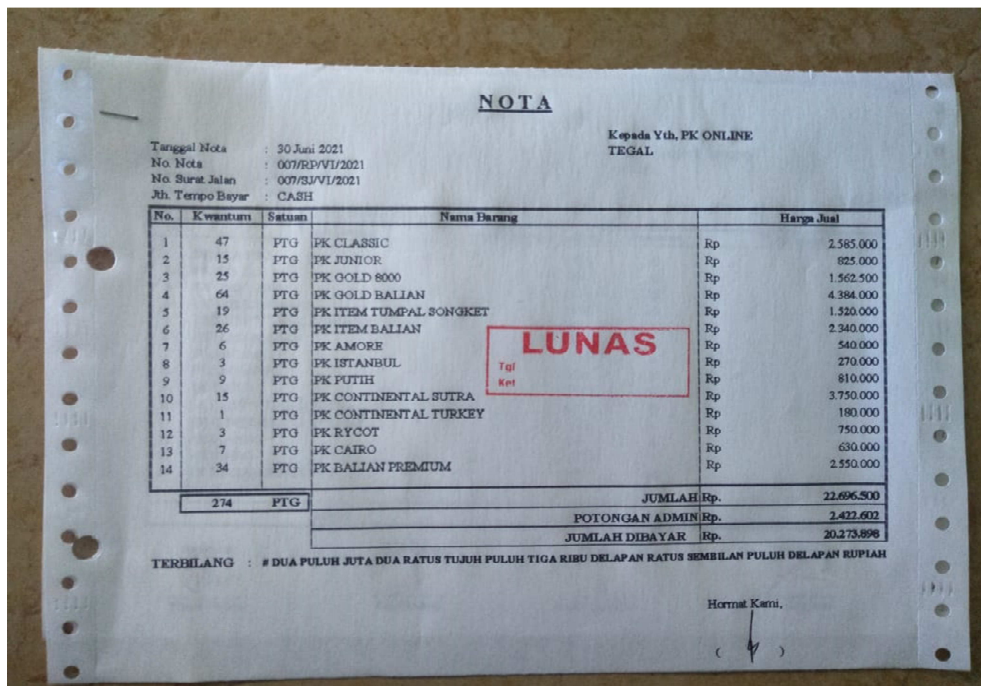 NOTA
Kepada Yth, PK ONLINE
TEGAL
Tanggal Nota : 30 Juni 2021
No. Nota : 007/RP/VI/2021
No. Surat Jalan : 007/SJ/VI/2021
Jth. Tempo Bayar : CASH
No. Kwantum Satuan Nama Barang Harga Jual
1 47 PTG PK CLASSIC Rp 2.585.000
2 15 PTG PK JUNIOR Rp 825.000
3 25 PTG PK GOLD 8000 Rp 1.562.500
4 64 PTG PK GOLD BALIAN Rp 4.384.000
5 19 PTG PK ITEM TUMPAL SONGKET Rp 1.520.000
6 26 PTG PK ITEM BALIAN Rp 2.340.000
7 6 PTG PK AMORE Rp 540.000
8 3 PTG PK ISTANBUL Rp 270.000
9 9 PTG PK PUTIH Rp 810.000
10 15 PTG PK CONTINENTAL SUTRA Rp 3.750.000
11 1 PTG PK CONTINENTAL TURKEY Rp 180.000
12 3 PTG PK RYCOT Rp 750.000
13 7 PTG PK CAIRO Rp 630.000
14 34 PTG PK BALIAN PREMIUM Rp 2.550.000
LUNAS
Tgl
Ket
274 PTG JUMLAH Rp. 22.696.500
POTONGAN ADMIN Rp. 2.422.602
JUMLAH DIBAYAR Rp. 20.273.898
TERBILANG : # DUA PULUH JUTA DUA RATUS TUJUH PULUH TIGA RIBU DELAPAN RATUS SEMBILAN PULUH DELAPAN RUPIAH
Hormat Kami,
( )